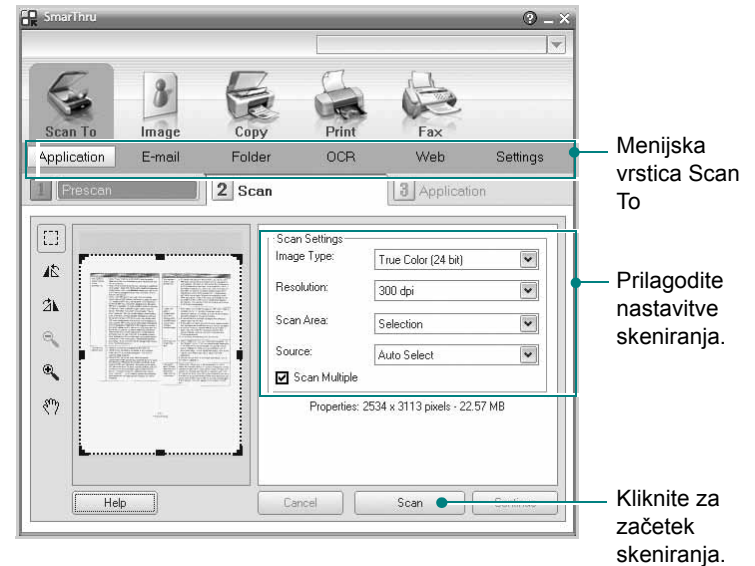 SmarThru
Scan To Image Copy Print Fax
Application E-mail Folder OCR Web Settings
1 Prescan 2 Scan 3 Application
Menijska
vrstica Scan
To
Scan Settings
Image Type: True Color (24 bit)
Resolution: 300 dpi
Scan Area: Selection
Source: Auto Select
Scan Multiple
Properties: 2534 x 3113 pixels - 22.57 MB
Prilagodite
nastavitve
skeniranja.
Help Cancel Scan Continue
Kliknite za
začetek
skeniranja.